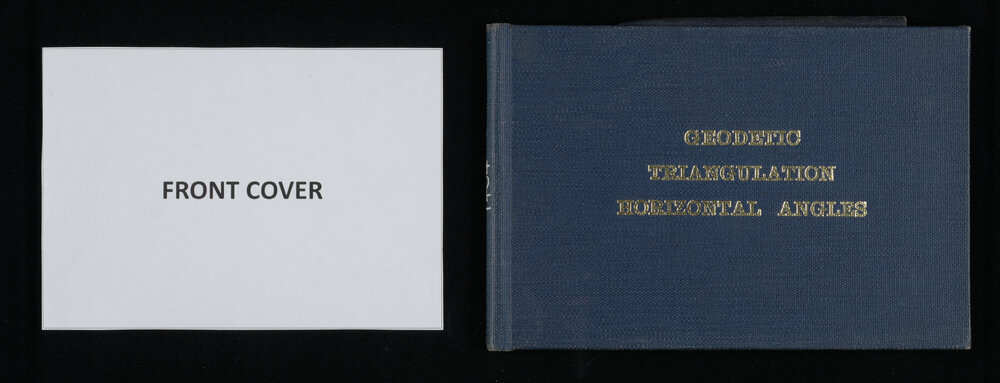 FRONT COVER
GEODETIC
TRIANGULATION
HORIZONTAL ANGLES